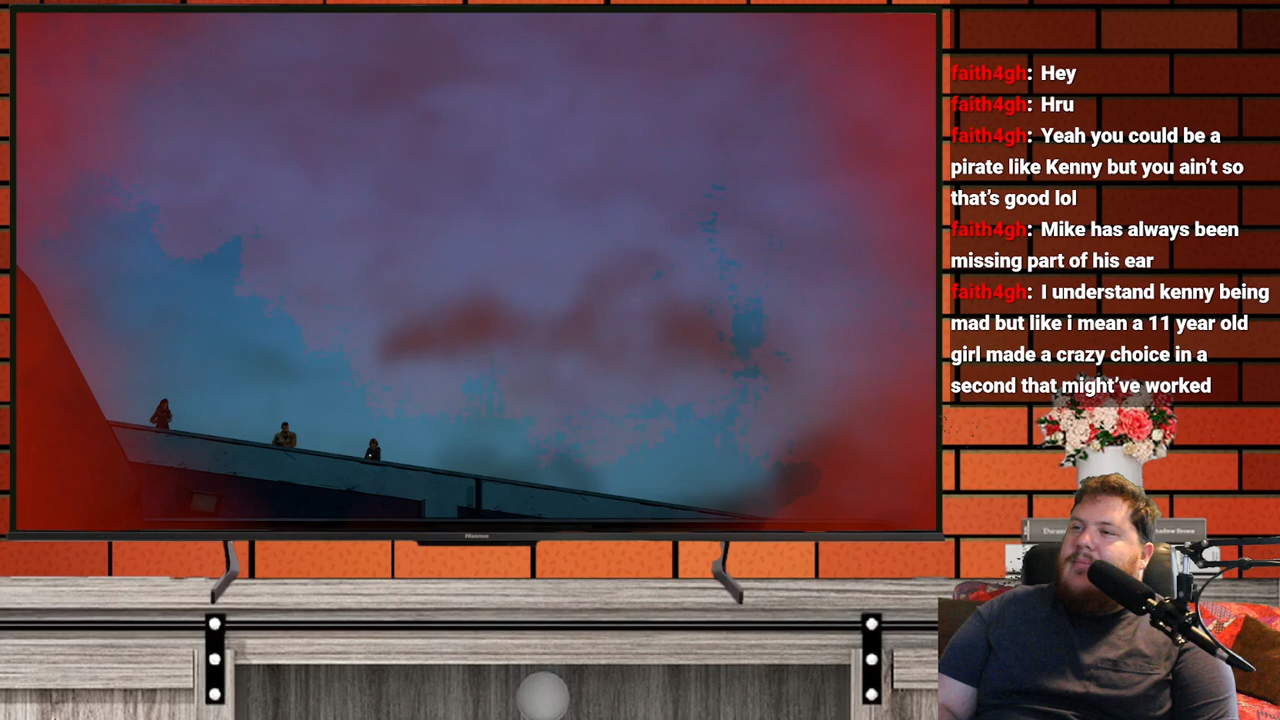 faith4gh: Hey
faith4gh: Hru
faith4gh: Yeah you could be a
pirate like Kenny but you ain't so
that's good lol
faith4gh: Mike has always been
missing part of his ear
faith4gh: I understand kenny being
mad but like i mean a 11 year old
girl made a crazy choice in a
second that might've worked
Hisense